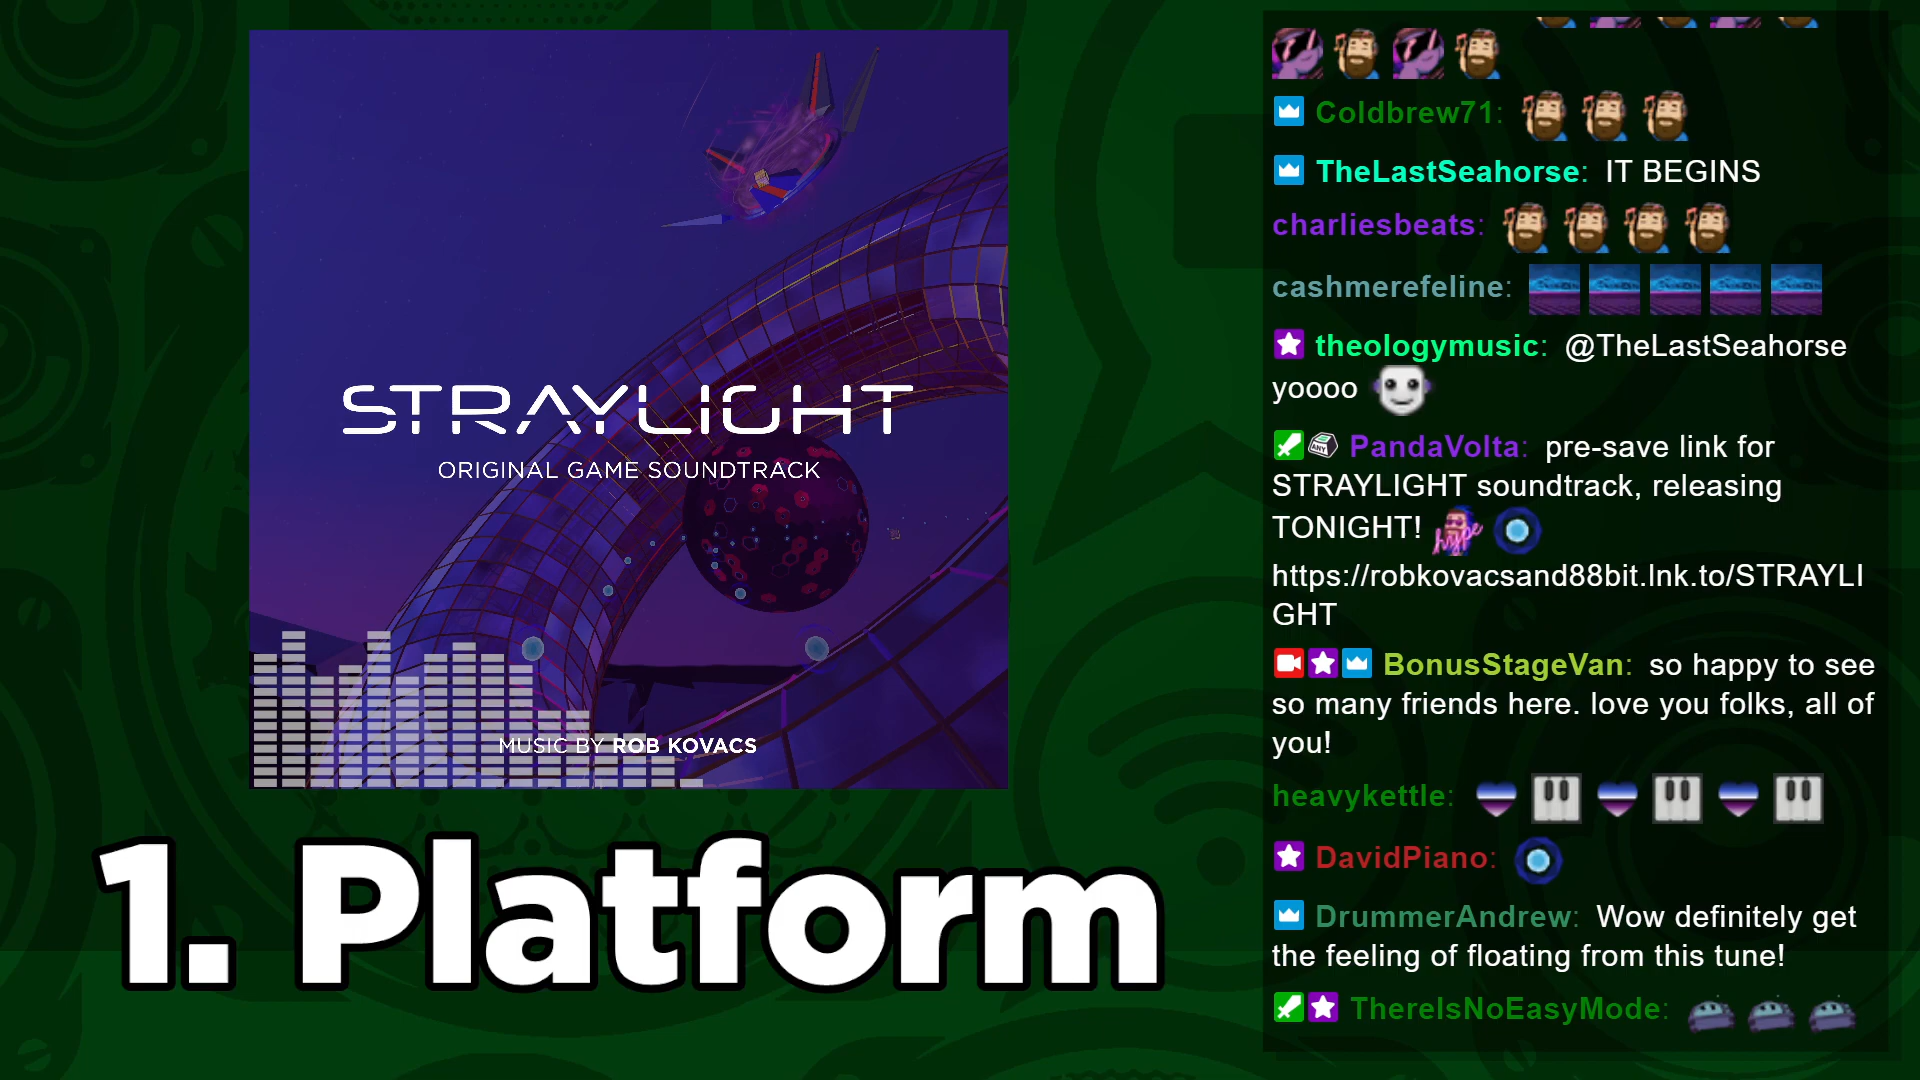 STRAYLIGHT
ORIGINAL GAME SOUNDTRACK
MUSIC BY ROB KOVACS
1. Platform
Coldbrew71:
TheLastSeahorse: IT BEGINS
charliesbeats:
cashmerefeline:
theologymusic: @TheLastSeahorse
yoooo
ANY PandaVolta: pre-save link for
STRAYLIGHT soundtrack, releasing
TONIGHT! hype
https://robkovacsand88bit.lnk.to/STRAYLI
GHT
BonusStageVan: so happy to see
so many friends here. love you folks, all of
you!
heavykettle:
DavidPiano:
DrummerAndrew: Wow definitely get
the feeling of floating from this tune!
ThereIsNoEasyMode: